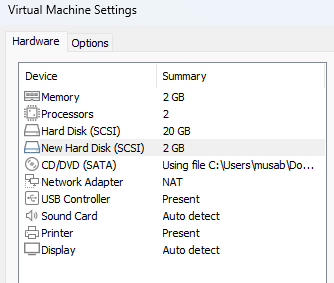 Virtual Machine Settings
Hardware Options
Device Summary
Memory 2 GB
Processors 2
Hard Disk (SCSI) 20 GB
New Hard Disk (SCSI) 2 GB
CD/DVD (SATA) Using file C:\Users\musab\Do...
Network Adapter NAT
USB Controller Present
Sound Card Auto detect
Printer Present
Display Auto detect